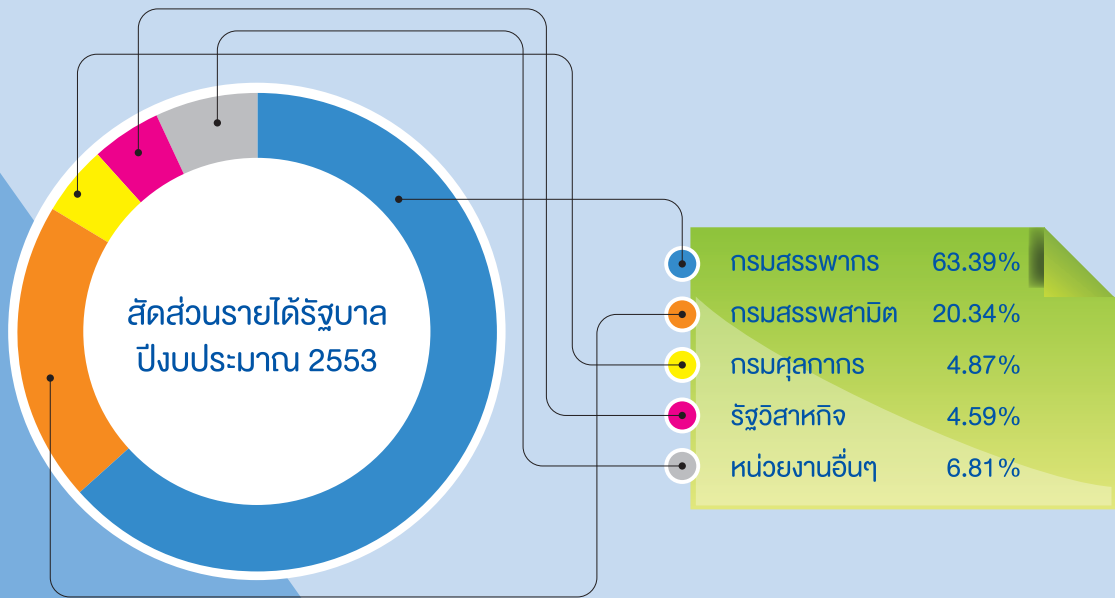 สัดส่วนรายได้รัฐบาล
ปีงบประมาณ 2553
กรมสรรพากร 63.39%
กรมสรรพสามิต 20.34%
กรมศุลกากร 4.87%
รัฐวิสาหกิจ 4.59%
หน่วยงานอื่นๆ 6.81%